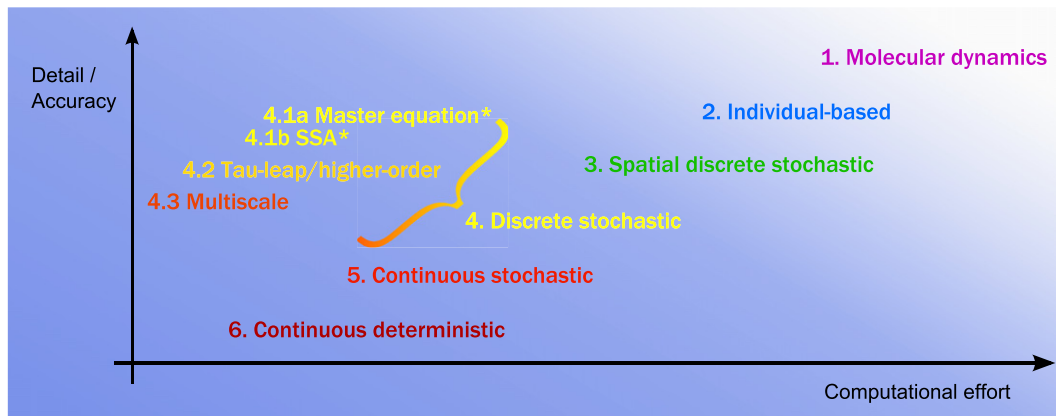 Detail /
Accuracy
1. Molecular dynamics
2. Individual-based
4.1a Master equation*
4.1b SSA*
3. Spatial discrete stochastic
4.2 Tau-leap/higher-order
4.3 Multiscale
4. Discrete stochastic
5. Continuous stochastic
6. Continuous deterministic
Computational effort